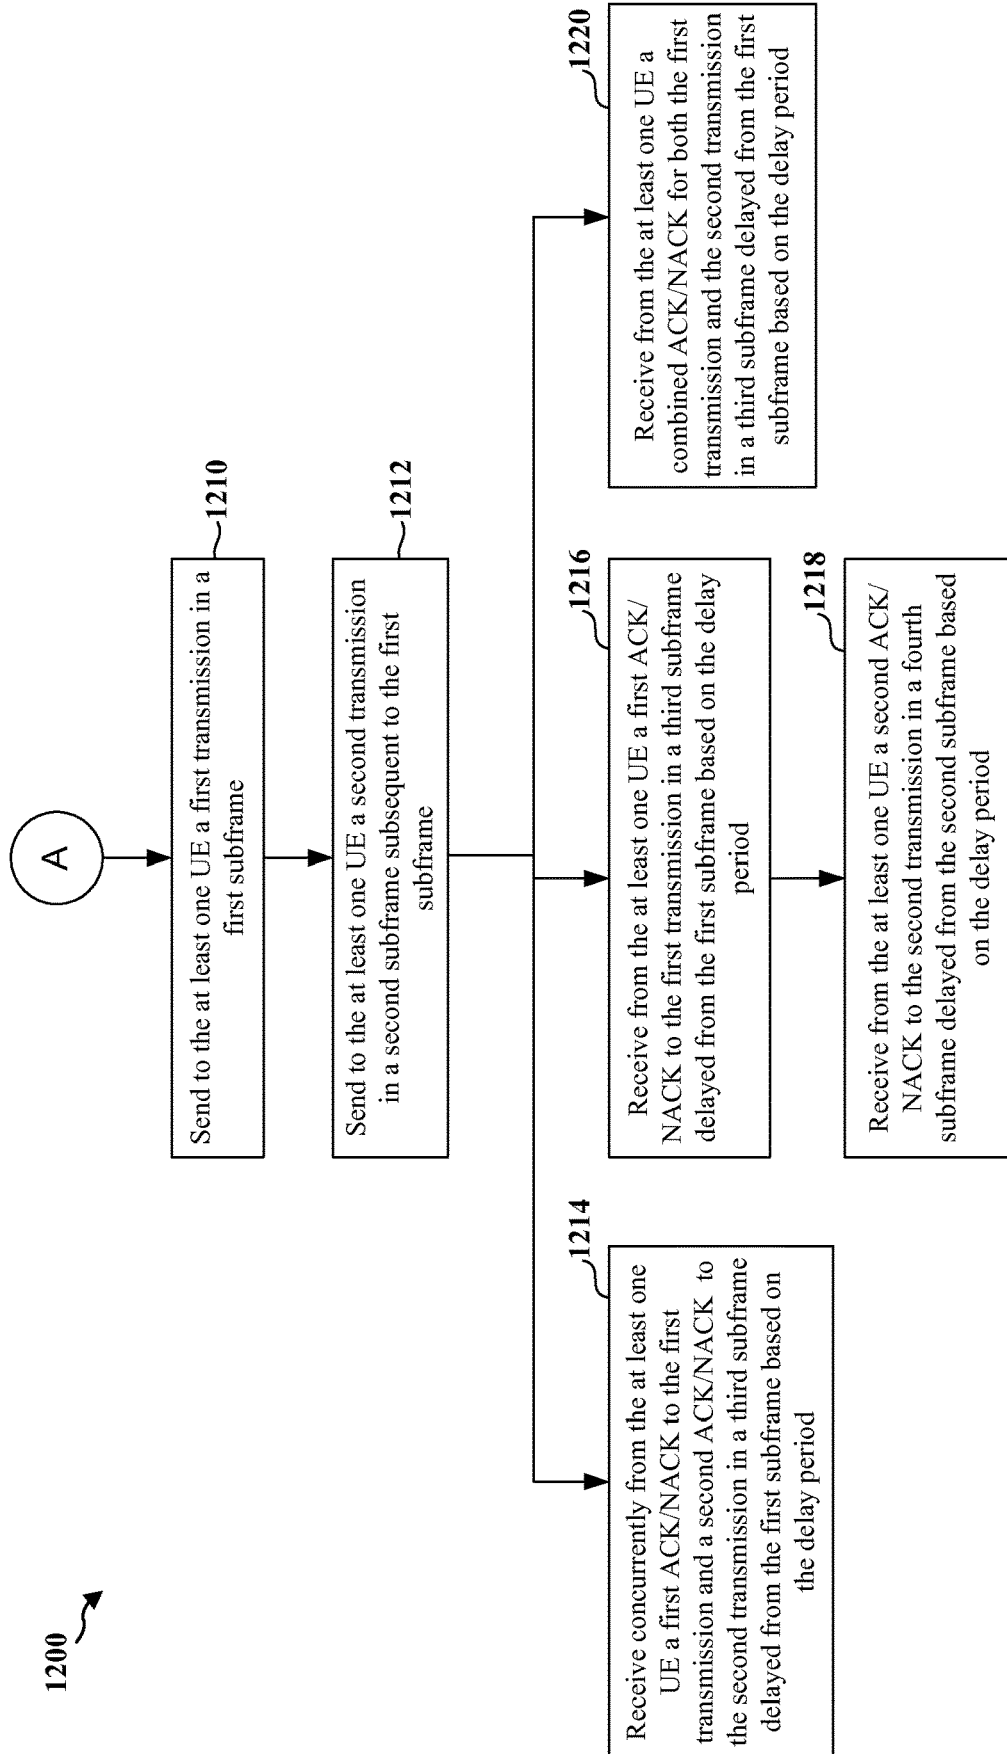 1200
A
1210
Send to the at least one UE a first transmission in a
first subframe
1212
Send to the at least one UE a second transmission
in a second subframe subsequent to the first
subframe
1214
Receive concurrently from the at least one
UE a first ACK/NACK to the first
transmission and a second ACK/NACK to
the second transmission in a third subframe
delayed from the first subframe based on
the delay period
1216
Receive from the at least one UE a first ACK/
NACK to the first transmission in a third subframe
delayed from the first subframe based on the delay
period
1218
Receive from the at least one UE a second ACK/
NACK to the second transmission in a fourth
subframe delayed from the second subframe based
on the delay period
1220
Receive from the at least one UE a
combined ACK/NACK for both the first
transmission and the second transmission
in a third subframe delayed from the first
subframe based on the delay period